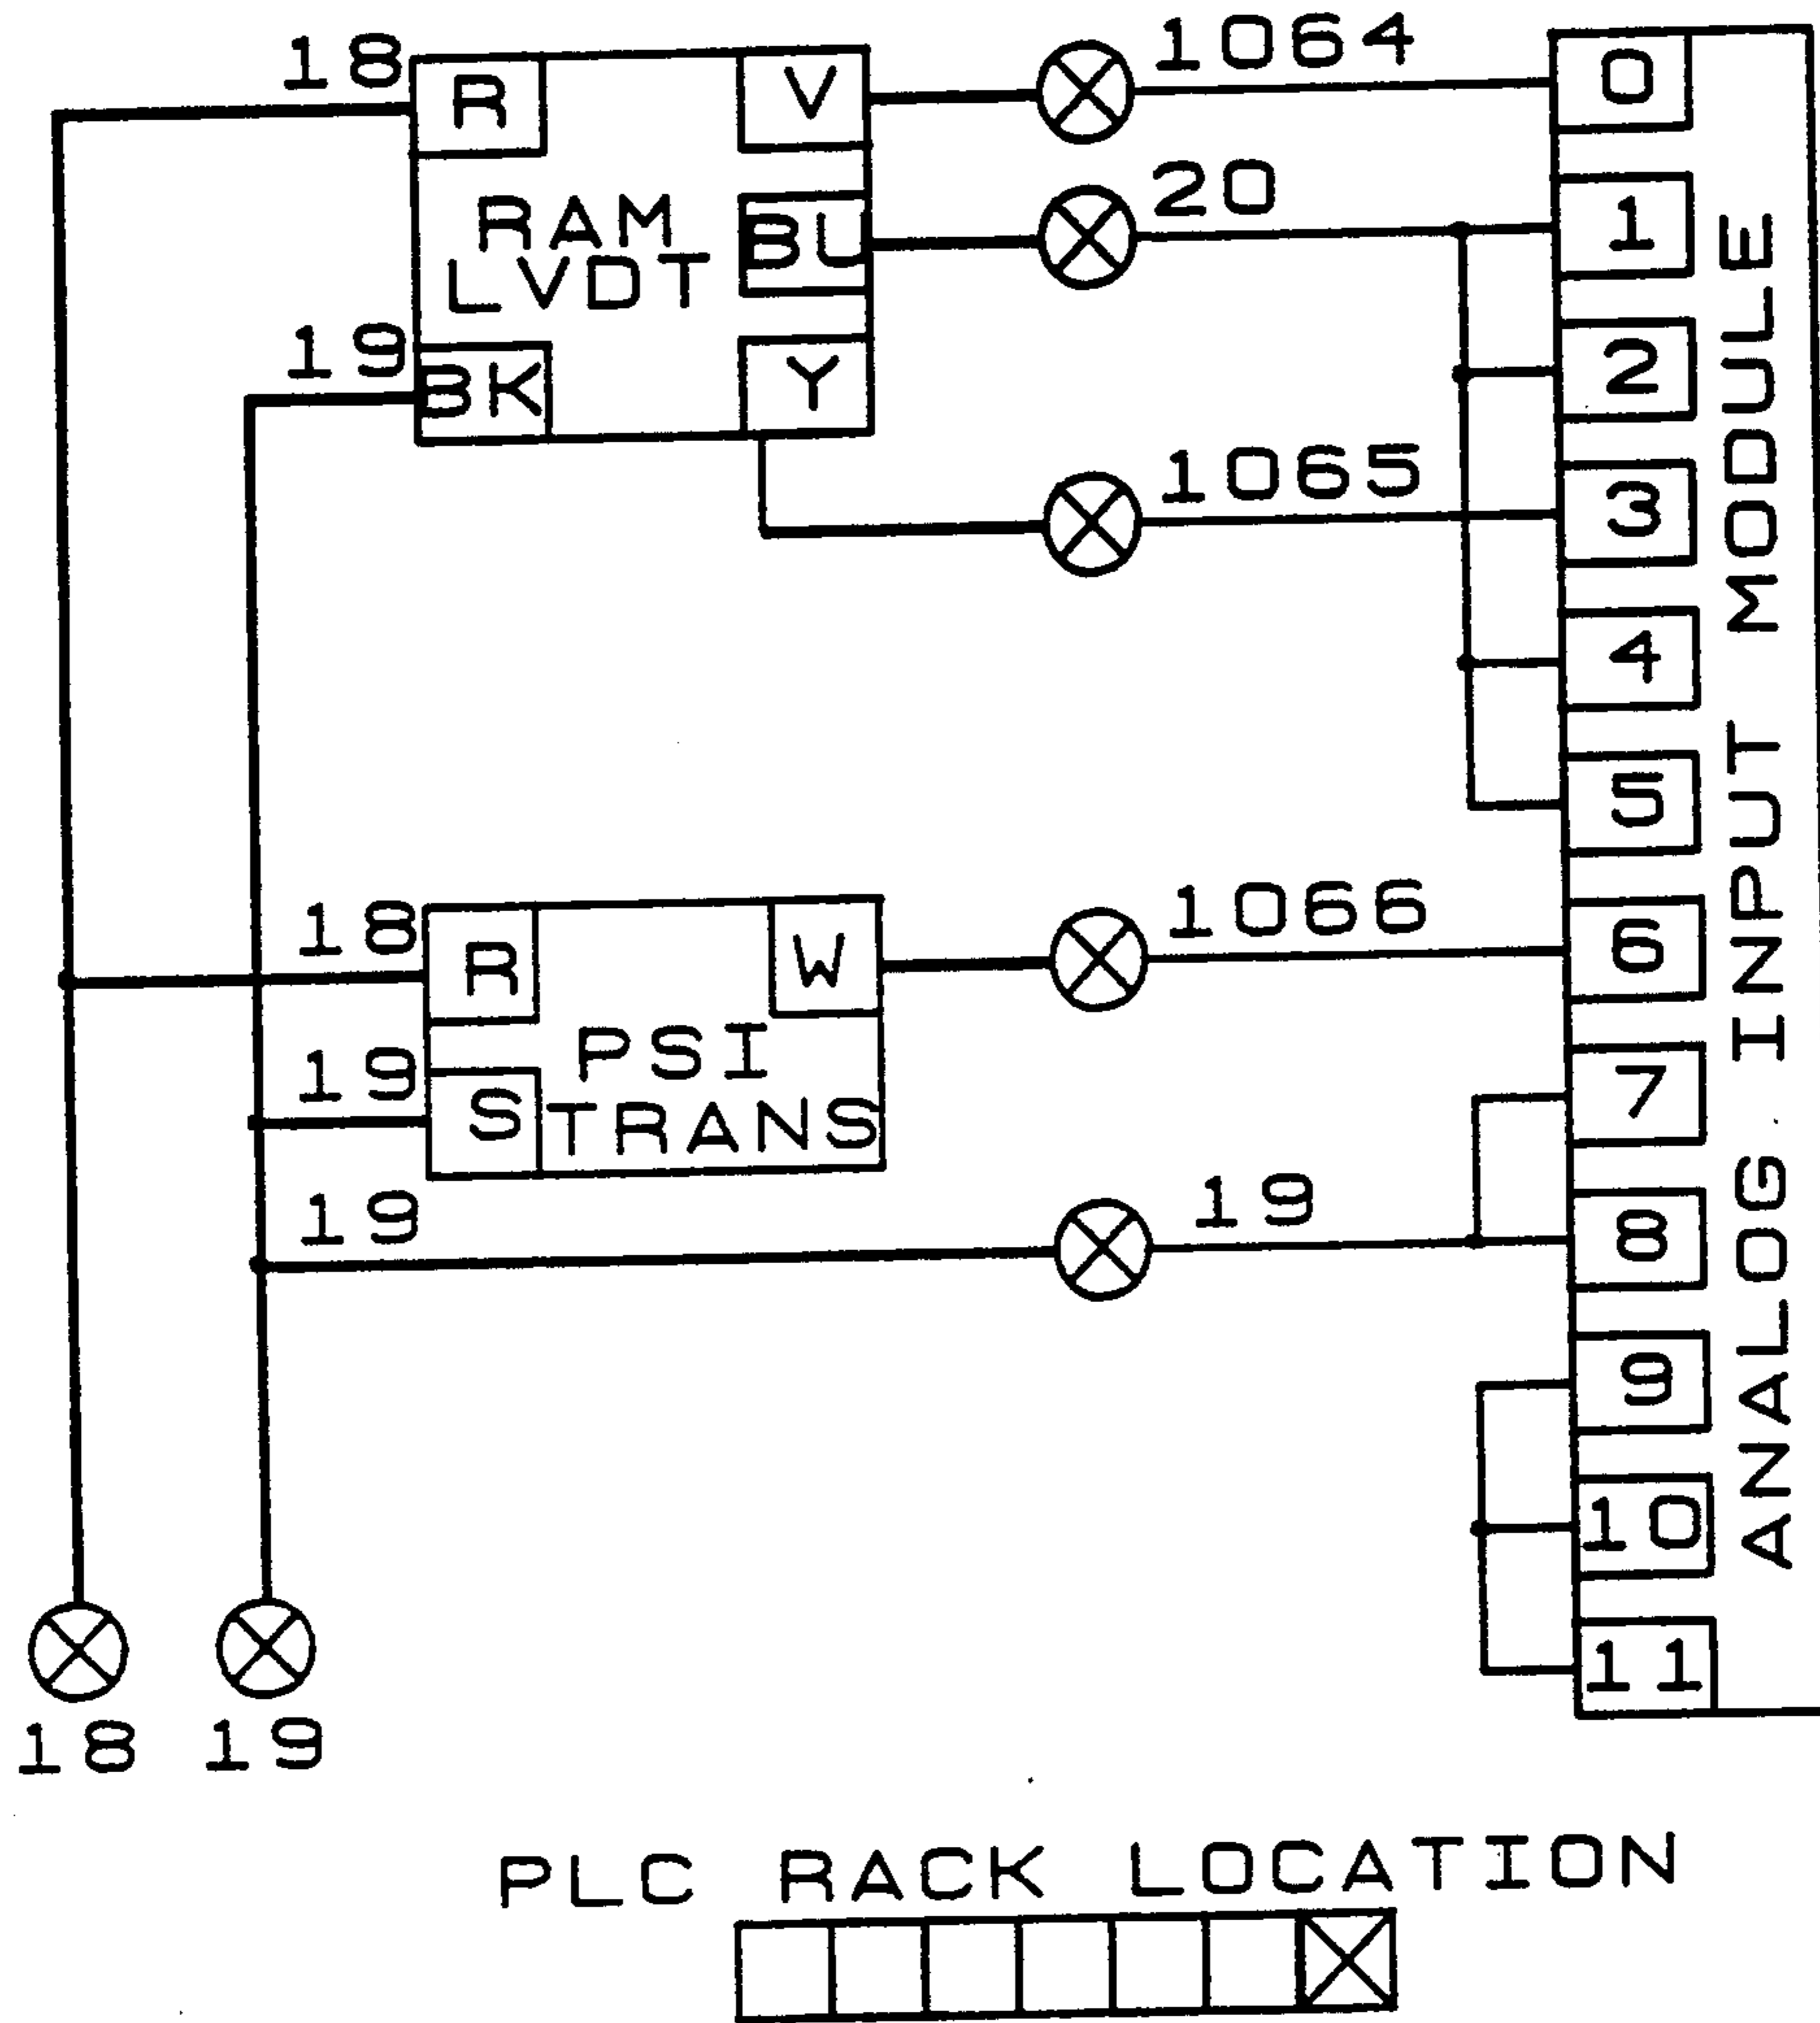 18
R
V
1064
0
RAM
LVDT
BU
20
1
19
BK
Y
2
1065
3
4
5
18
R
W
1066
6
PSI
TRANS
19
S
7
19
19
8
9
10
11
ANALOG INPUT MODULE
18
19
PLC RACK LOCATION